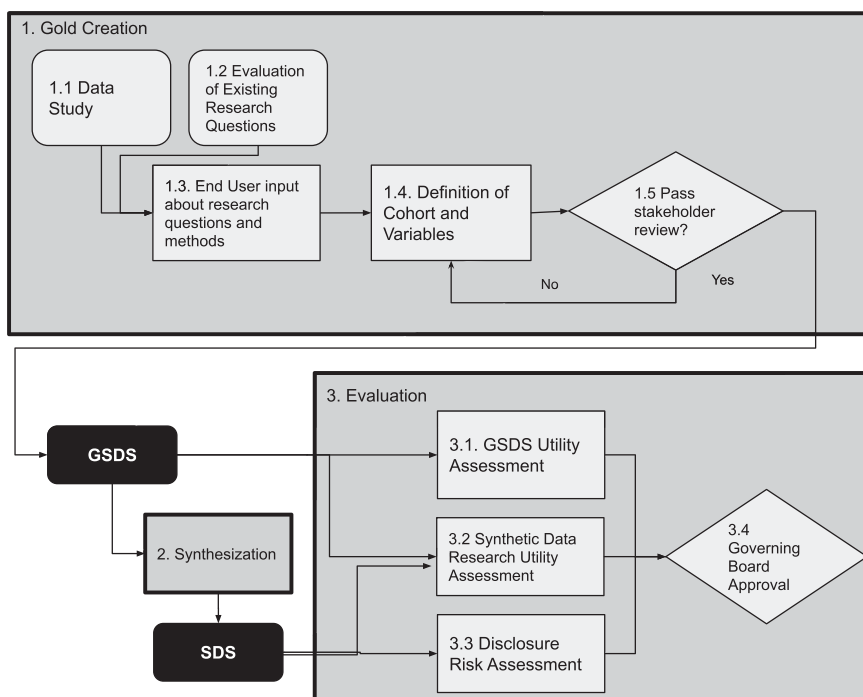 1. Gold Creation
1.1 Data
Study
1.2 Evaluation
of Existing
Research
Questions
1.3. End User input
about research
questions and
methods
1.4. Definition of
Cohort and
Variables
1.5 Pass
stakeholder
review?
No
Yes
3. Evaluation
GSDS
3.1. GSDS Utility
Assessment
2. Synthesization
3.2 Synthetic Data
Research Utility
Assessment
3.4
Governing
Board
Approval
SDS
3.3 Disclosure
Risk Assessment